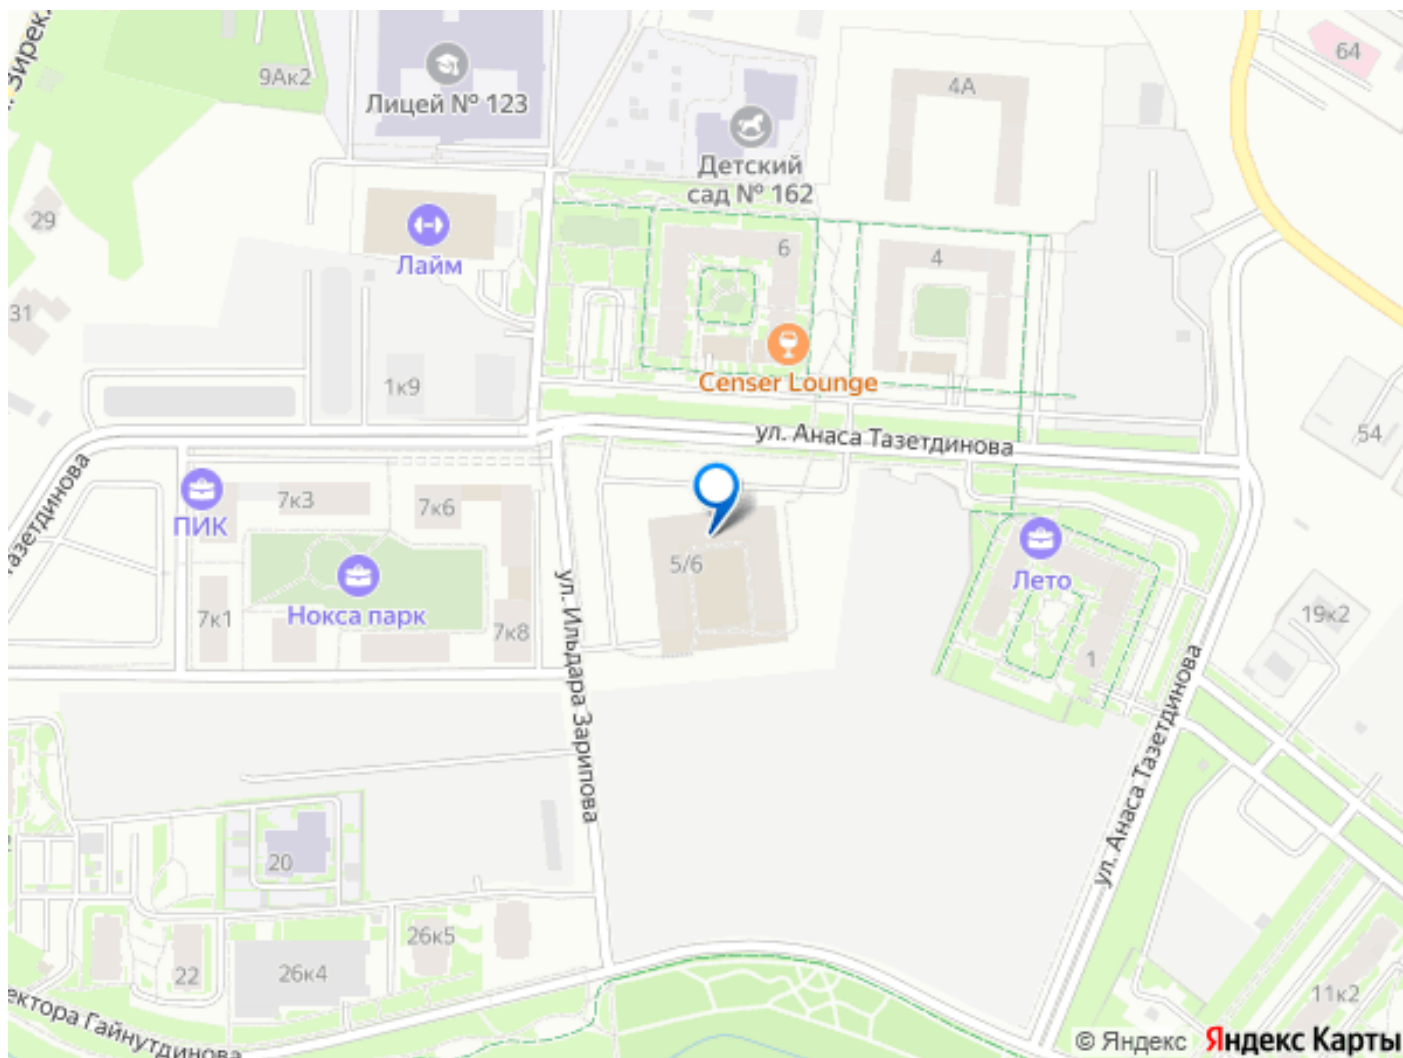 Зирек
64
9Ак2
4А
Лицей № 123
Детский
сад № 162
29
6
4
Лайм
31
Censer Lounge
1к9
ул. Анаса Тазетдинова
54
Тазетдинова
7к3
7к6
ПИК
5/6
Лето
Нокса парк
7к1
7к8
19к2
1
ул. Ильдара Зарипова
ул. Анаса Тазетдинова
20
26к5
22
26к4
11к2
ектора Гайнутдинова
© Яндекс Яндекс Карты